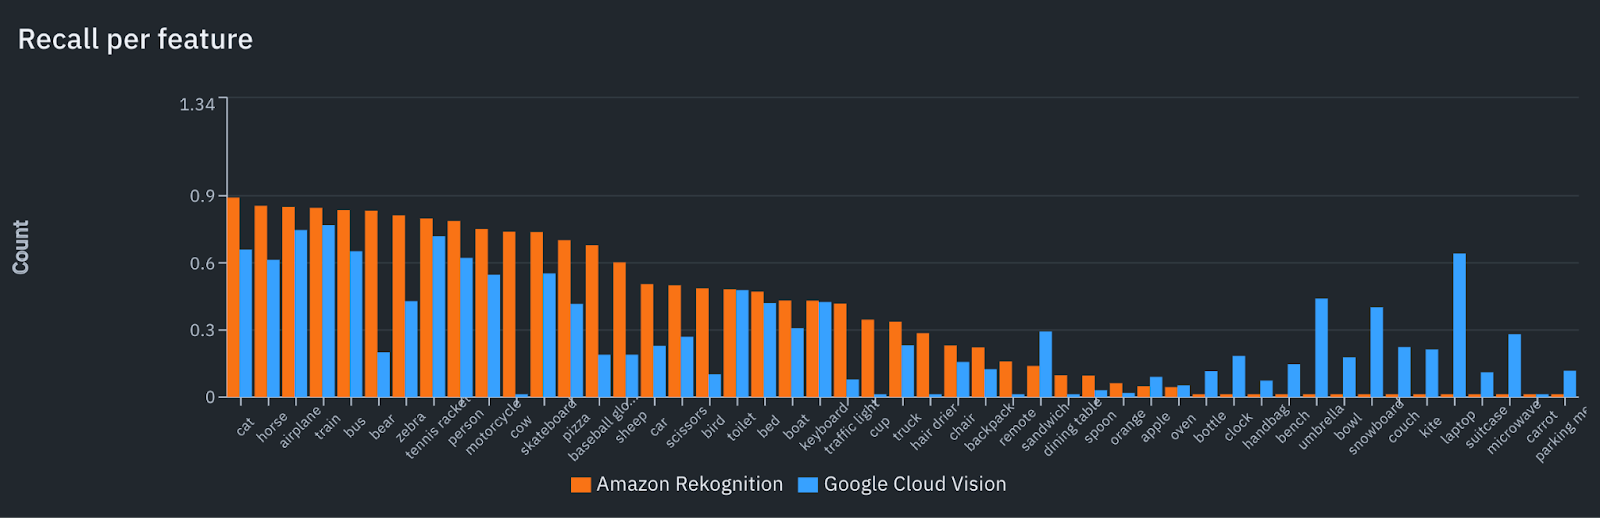 Recall per feature
Count
1.34
0.9
0.6
0.3
0
cat
horse
airplane
train
bus
bear
zebra
tennis racket
person
motorcycle
cow
skateboard
pizza
baseball glo...
sheep
car
scissors
bird
toilet
bed
boat
keyboard
traffic light
cup
truck
hair drier
chair
backpack
remote
sandwich
dining table
spoon
orange
apple
oven
bottle
clock
handbag
bench
umbrella
bowl
snowboard
couch
kite
laptop
suitcase
microwave
carrot
parking me
Amazon Rekognition
Google Cloud Vision